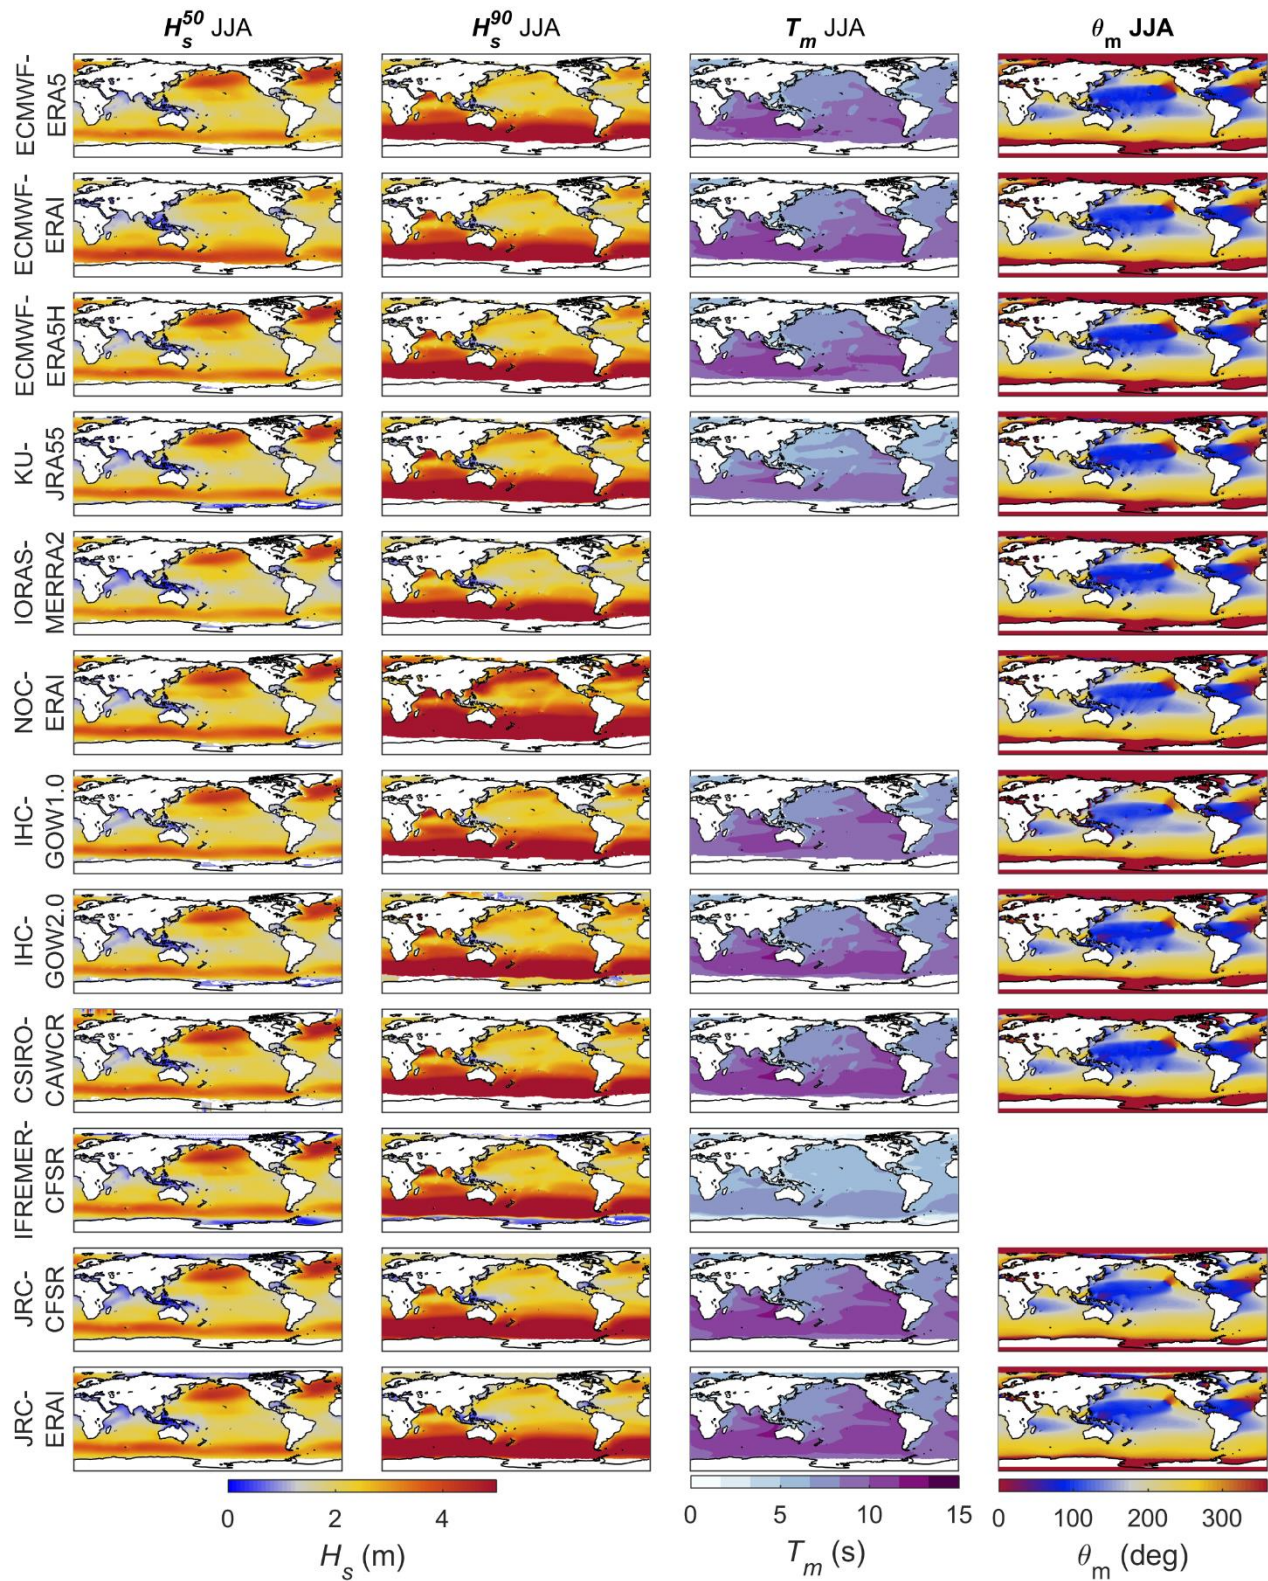 H_s^50 JJA H_s^90 JJA T_m JJA θ_m JJA
ECMWF-
ERA5
ECMWF-
ERAI
ECMWF-
ERA5H
KU-
JRA55
IORAS-
MERRA2
NOC-
ERAI
IHC-
GOW1.0
IHC-
GOW2.0
CSIRO-
CAWCR
IFREMER-
CFSR
JRC-
CFSR
JRC-
ERAI
0 2 4
H_s (m)
0 5 10 15
T_m (s)
0 100 200 300
θ_m (deg)